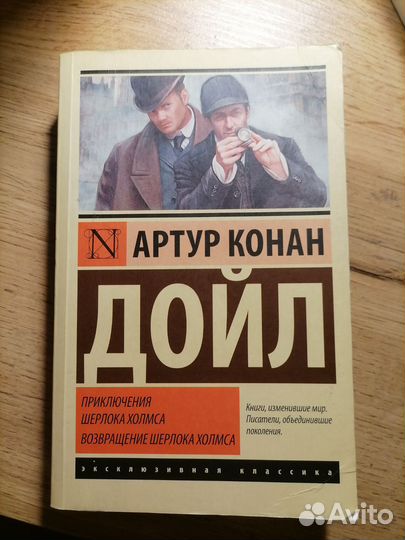 N
АРТУР КОНАН
ДОЙЛ
ПРИКЛЮЧЕНИЯ
ШЕРЛОКА ХОЛМСА
ВОЗВРАЩЕНИЕ ШЕРЛОКА ХОЛМСА
Книги, изменившие мир.
Писатели, объединившие
поколения.
эксклюзивная классика
Avito